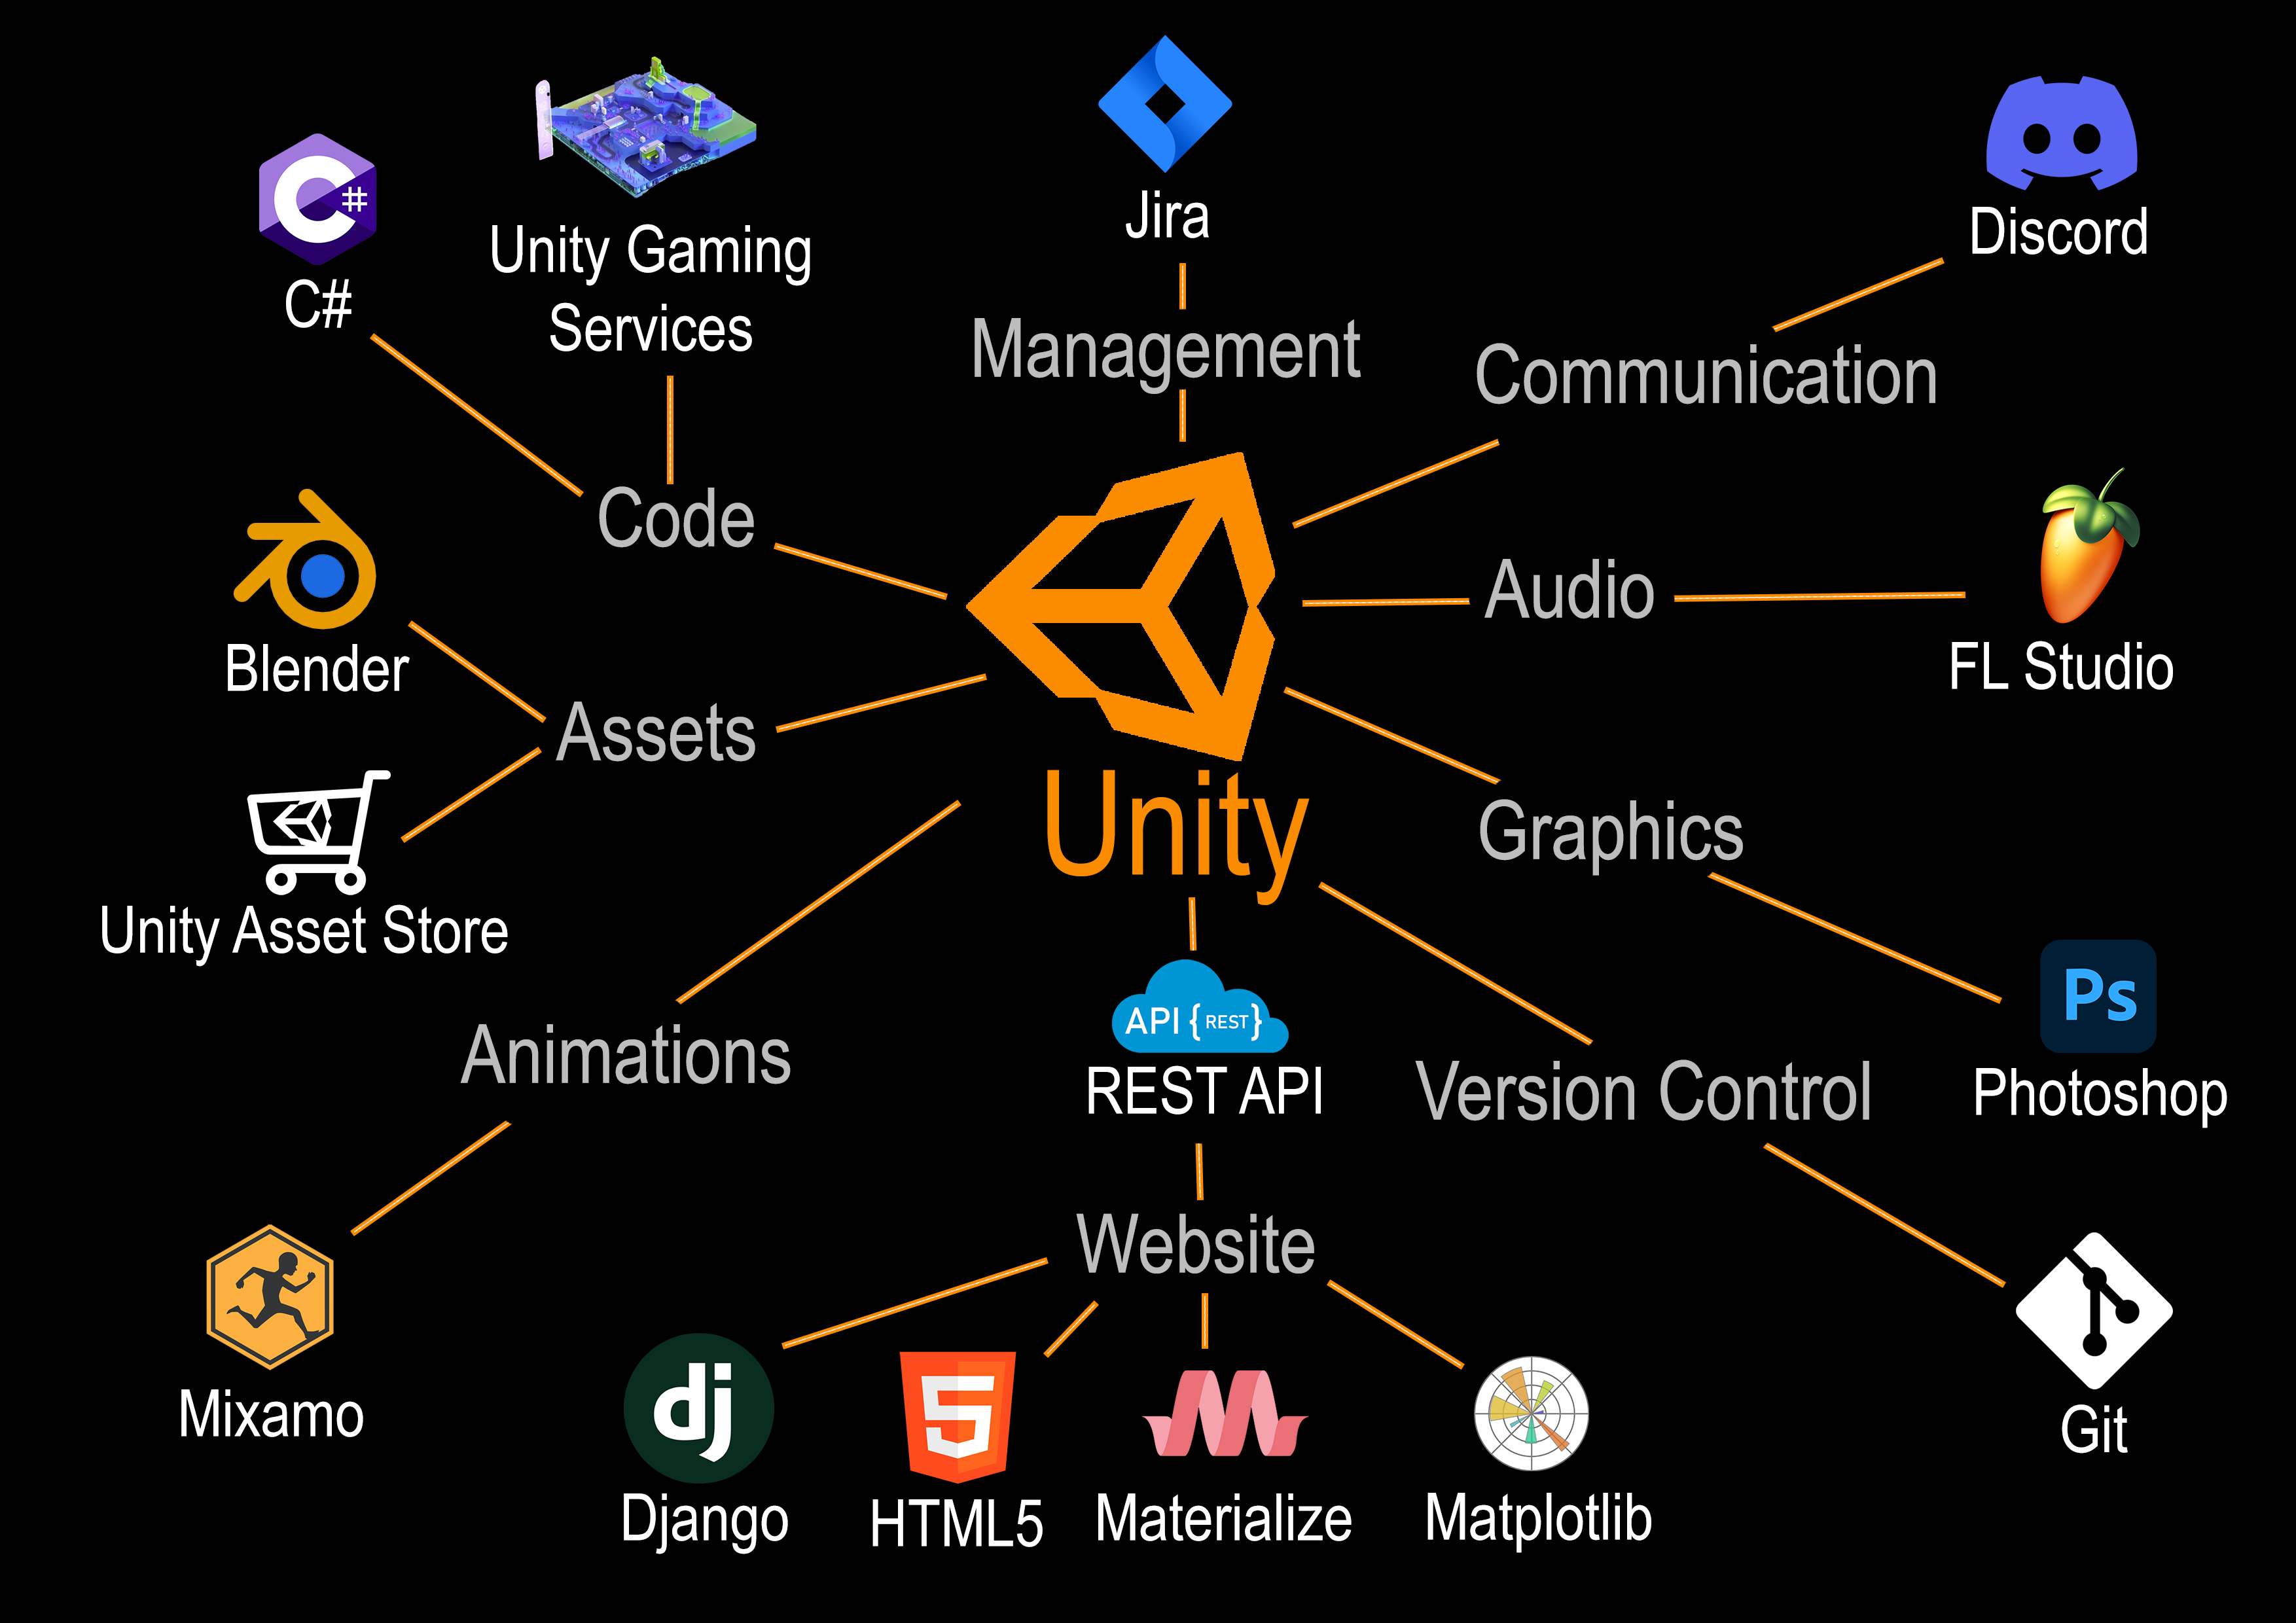 Jira
Discord
C#
Unity Gaming
Services
Management
Communication
Code
Audio
Blender
FL Studio
Assets
Unity
Graphics
Unity Asset Store
Ps
API {REST}
Animations
REST API
Version Control
Photoshop
Website
Mixamo
dj
5
Git
Django
HTML5
Materialize
Matplotlib